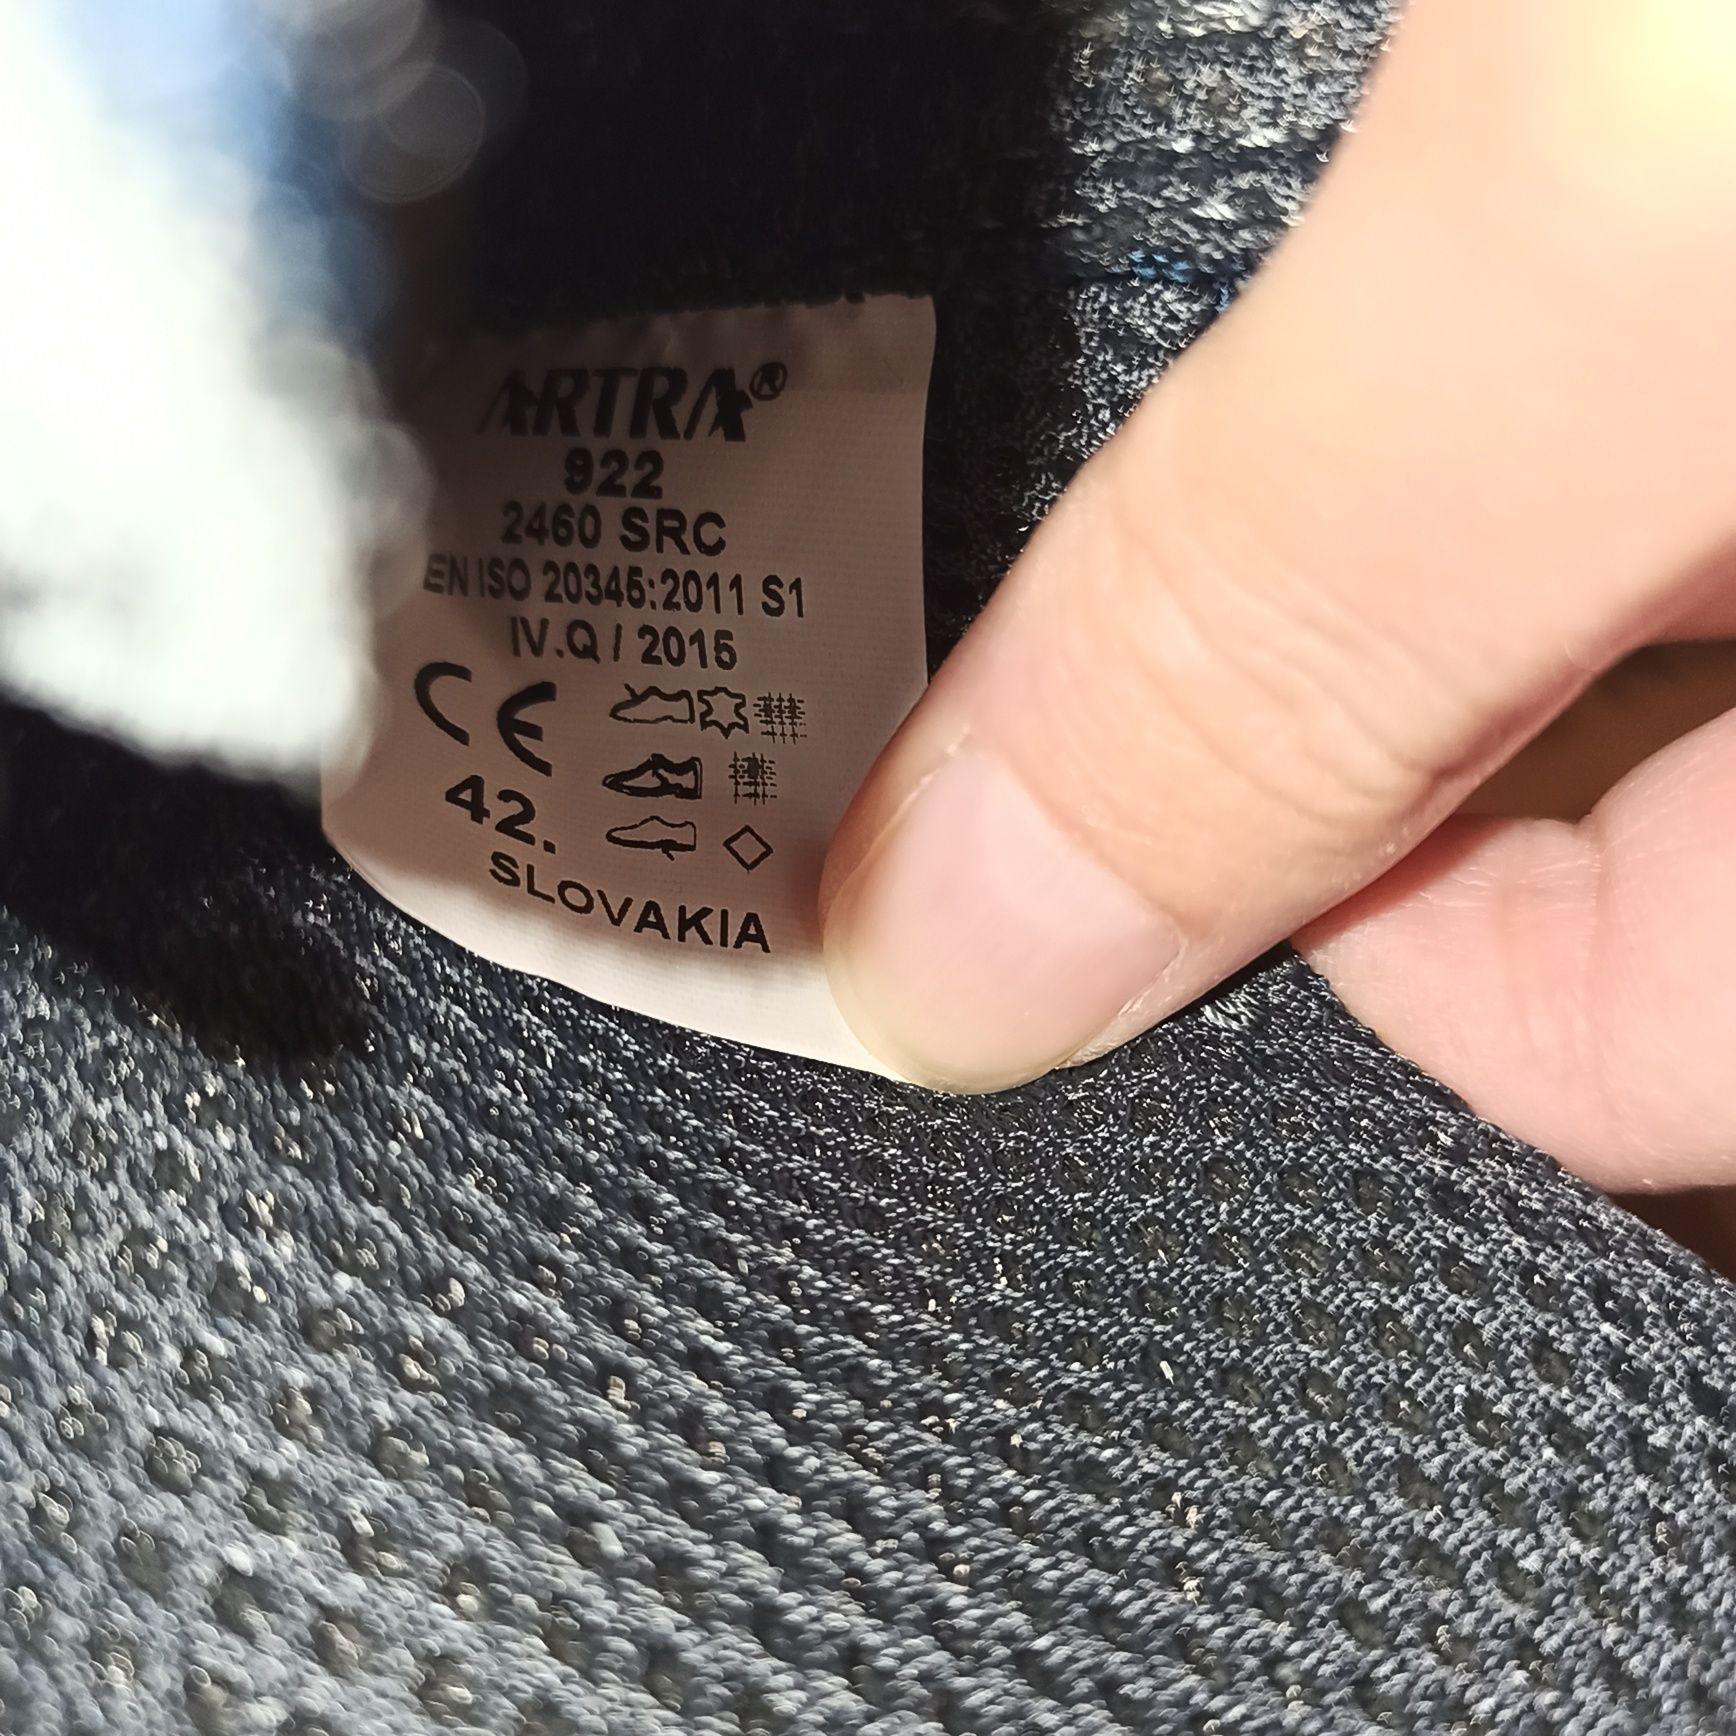 ARTRA®
922
2460 SRC
EN ISO 20345:2011 S1
IV.Q / 2015
CE
42.
SLOVAKIA